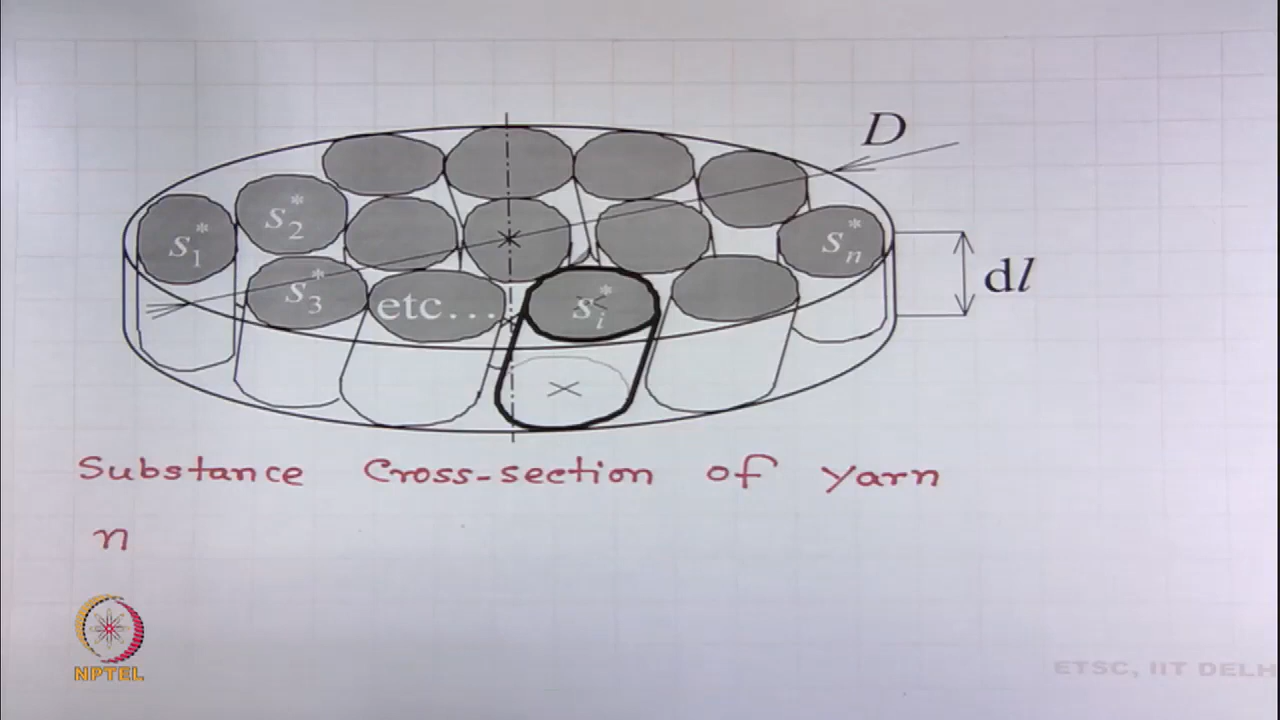 D
s₁*
s₂*
s₃*
etc...
sᵢ*
sₙ*
dl
Substance Cross-section of Yarn
n
NPTEL
ETSC, IIT DELH